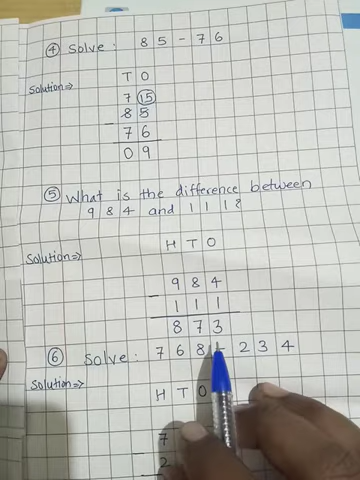 ④ Solve: 85-76
Solution⇒
T O
7 ⑮
8 5
- 7 6
0 9
⑤ What is the difference between
984 and 111?
H T O
Solution⇒
9 8 4
- 1 1 1
8 7 3
⑥ Solve: 768 - 234
Solution⇒
H T O
7
- 2